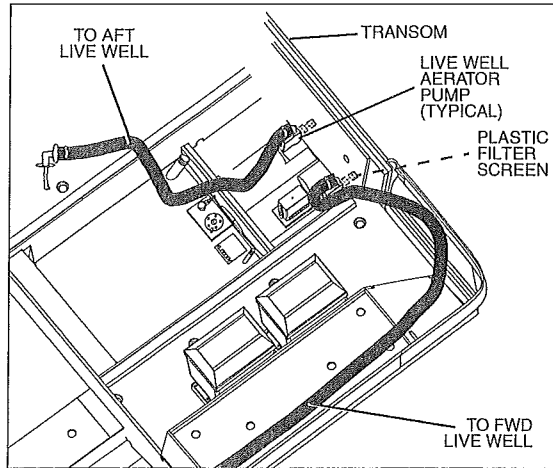 TO AFT
LIVE WELL
TRANSOM
LIVE WELL
AERATOR
PUMP
(TYPICAL)
PLASTIC
FILTER
SCREEN
TO FWD
LIVE WELL